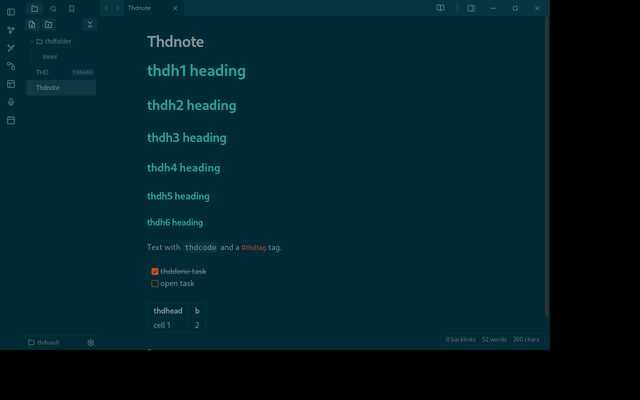 Thdnote
thdfolder
Inner
THD CANVAS
Thdnote
Thdnote
thdh1 heading
thdh2 heading
thdh3 heading
thdh4 heading
thdh5 heading
thdh6 heading
Text with thdcode and a #thdtag tag.
thddone task
open task
thdhead b
cell 1 2
thdvault
0 backlinks 52 words 260 chars